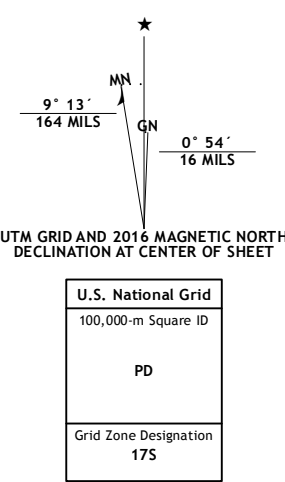 ★
MN
GN
9° 13´
164 MILS
0° 54´
16 MILS
UTM GRID AND 2016 MAGNETIC NORTH
DECLINATION AT CENTER OF SHEET
U.S. National Grid
100,000-m Square ID
PD
Grid Zone Designation
17S